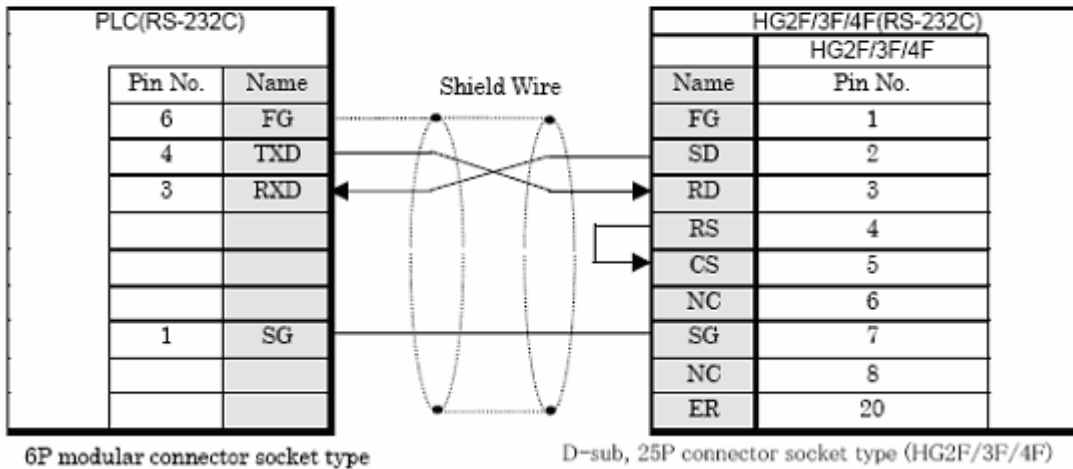 PLC(RS-232C) HG2F/3F/4F(RS-232C)
HG2F/3F/4F
Pin No. Name Shield Wire Name Pin No.
6 FG FG 1
4 TXD SD 2
3 RXD RD 3
RS 4
CS 5
NC 6
1 SG SG 7
NC 8
ER 20
6P modular connector socket type D-sub, 25P connector socket type (HG2F/3F/4F)